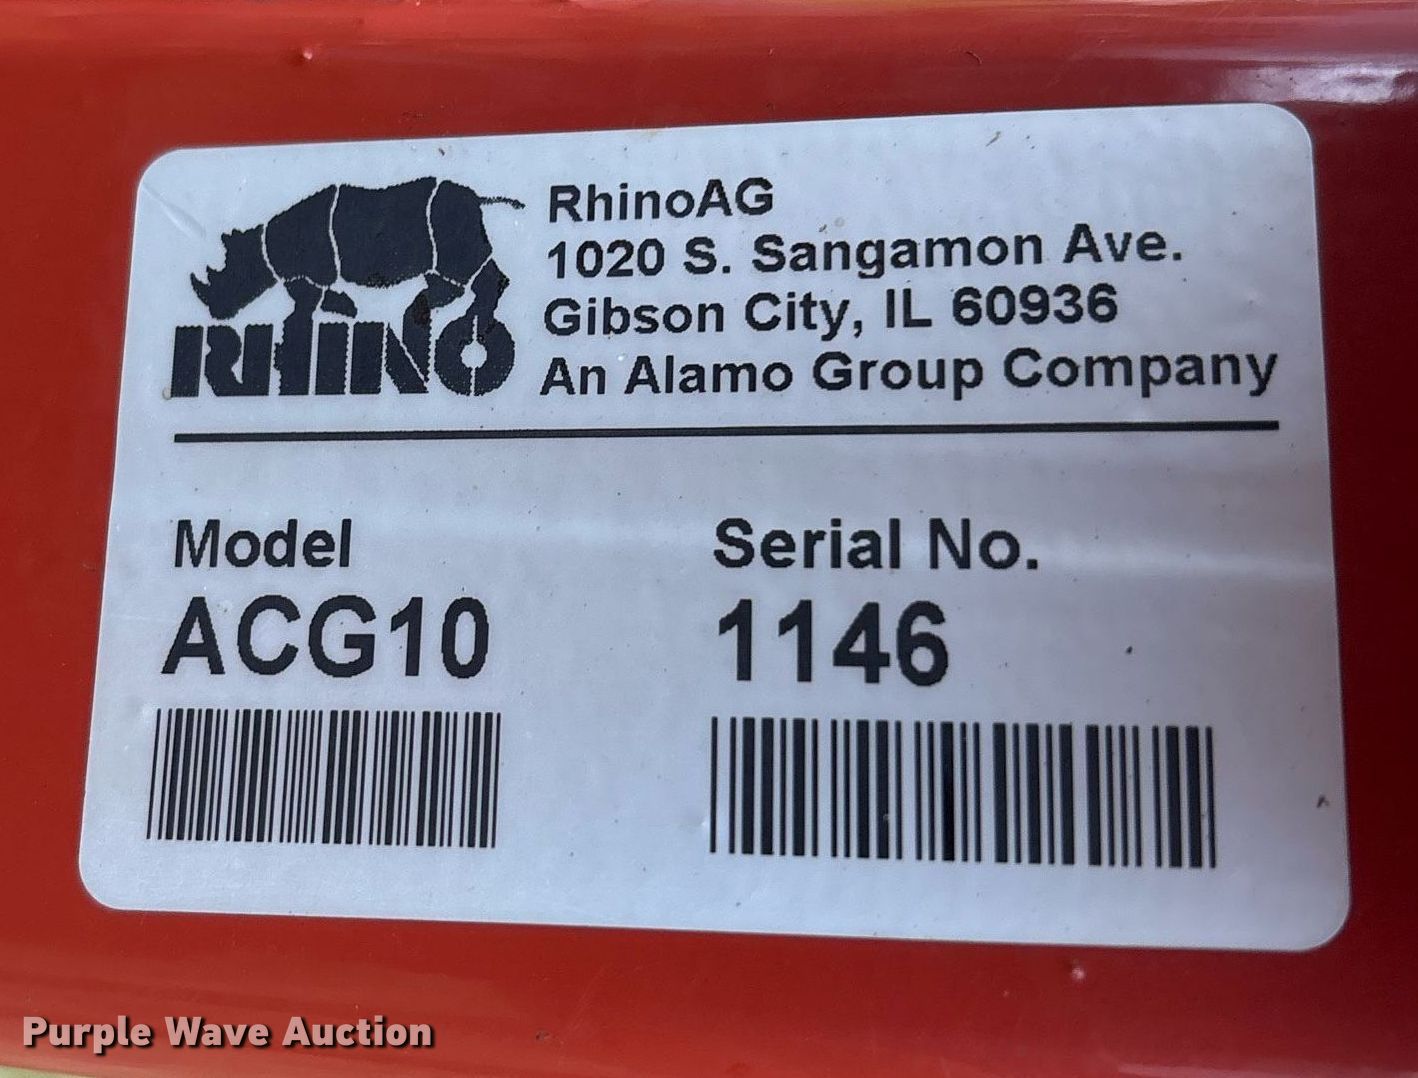 RHINO
RhinoAG
1020 S. Sangamon Ave.
Gibson City, IL 60936
An Alamo Group Company
Model
ACG10
Serial No.
1146
Purple Wave Auction